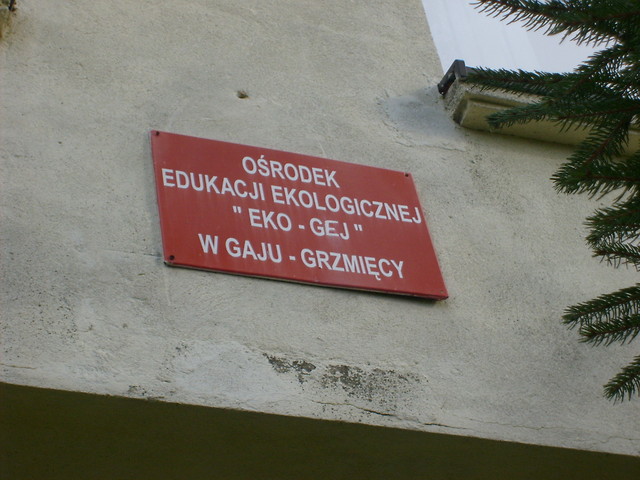 OŚRODEK
EDUKACJI EKOLOGICZNEJ
" EKO - GEJ "
W GAJU - GRZMIĘCY